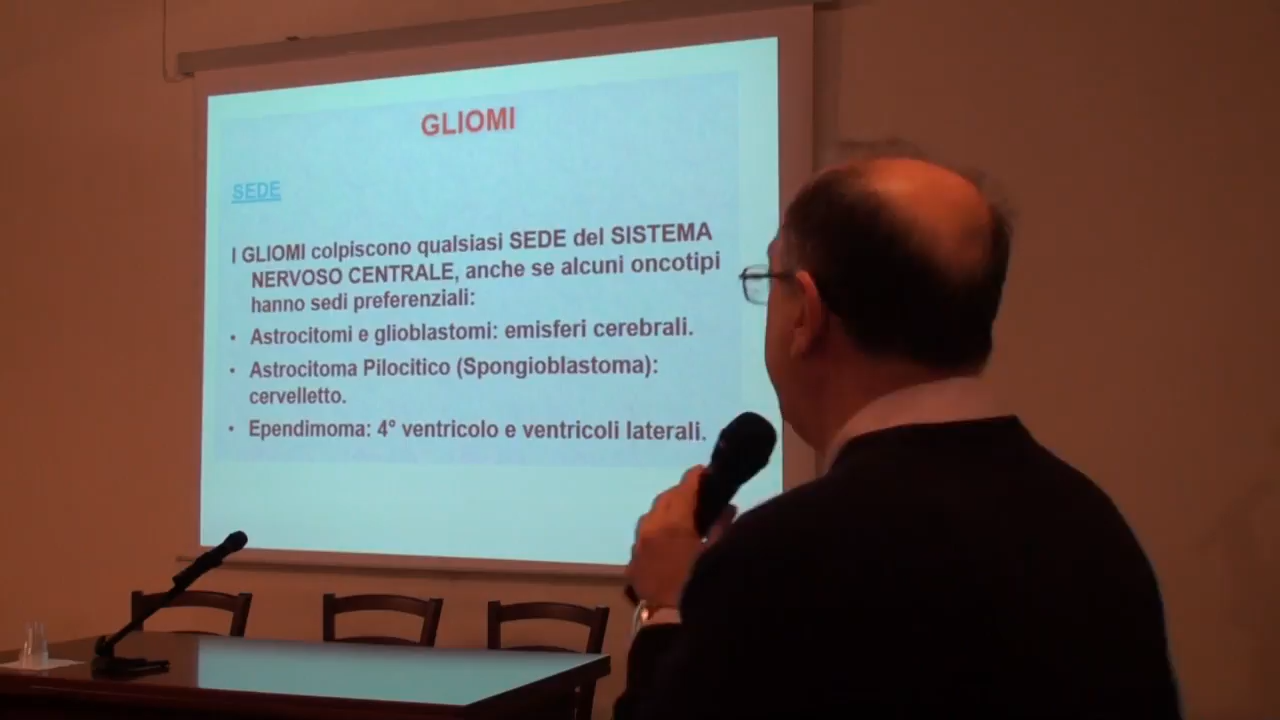 GLIOMI
SEDE
I GLIOMI colpiscono qualsiasi SEDE del SISTEMA
NERVOSO CENTRALE, anche se alcuni oncotipi
hanno sedi preferenziali:
• Astrocitomi e glioblastomi: emisferi cerebrali.
• Astrocitoma Pilocitico (Spongioblastoma):
cervelletto.
• Ependimoma: 4° ventricolo e ventricoli laterali.